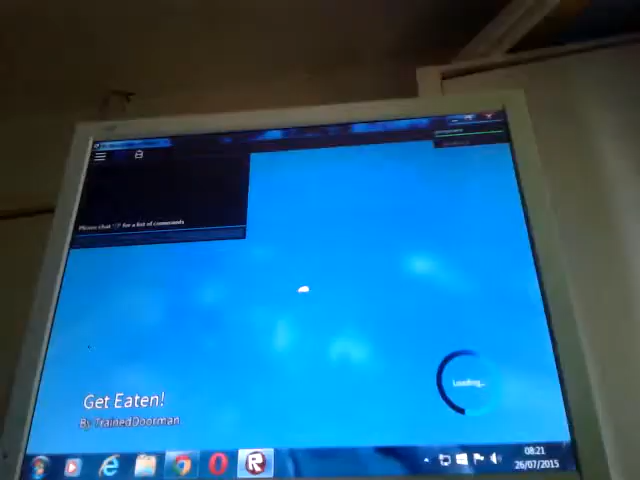 Please chat '/?' for a list of commands
Loading...
Get Eaten!
By TrainedDoorman
08:21
26/07/2015